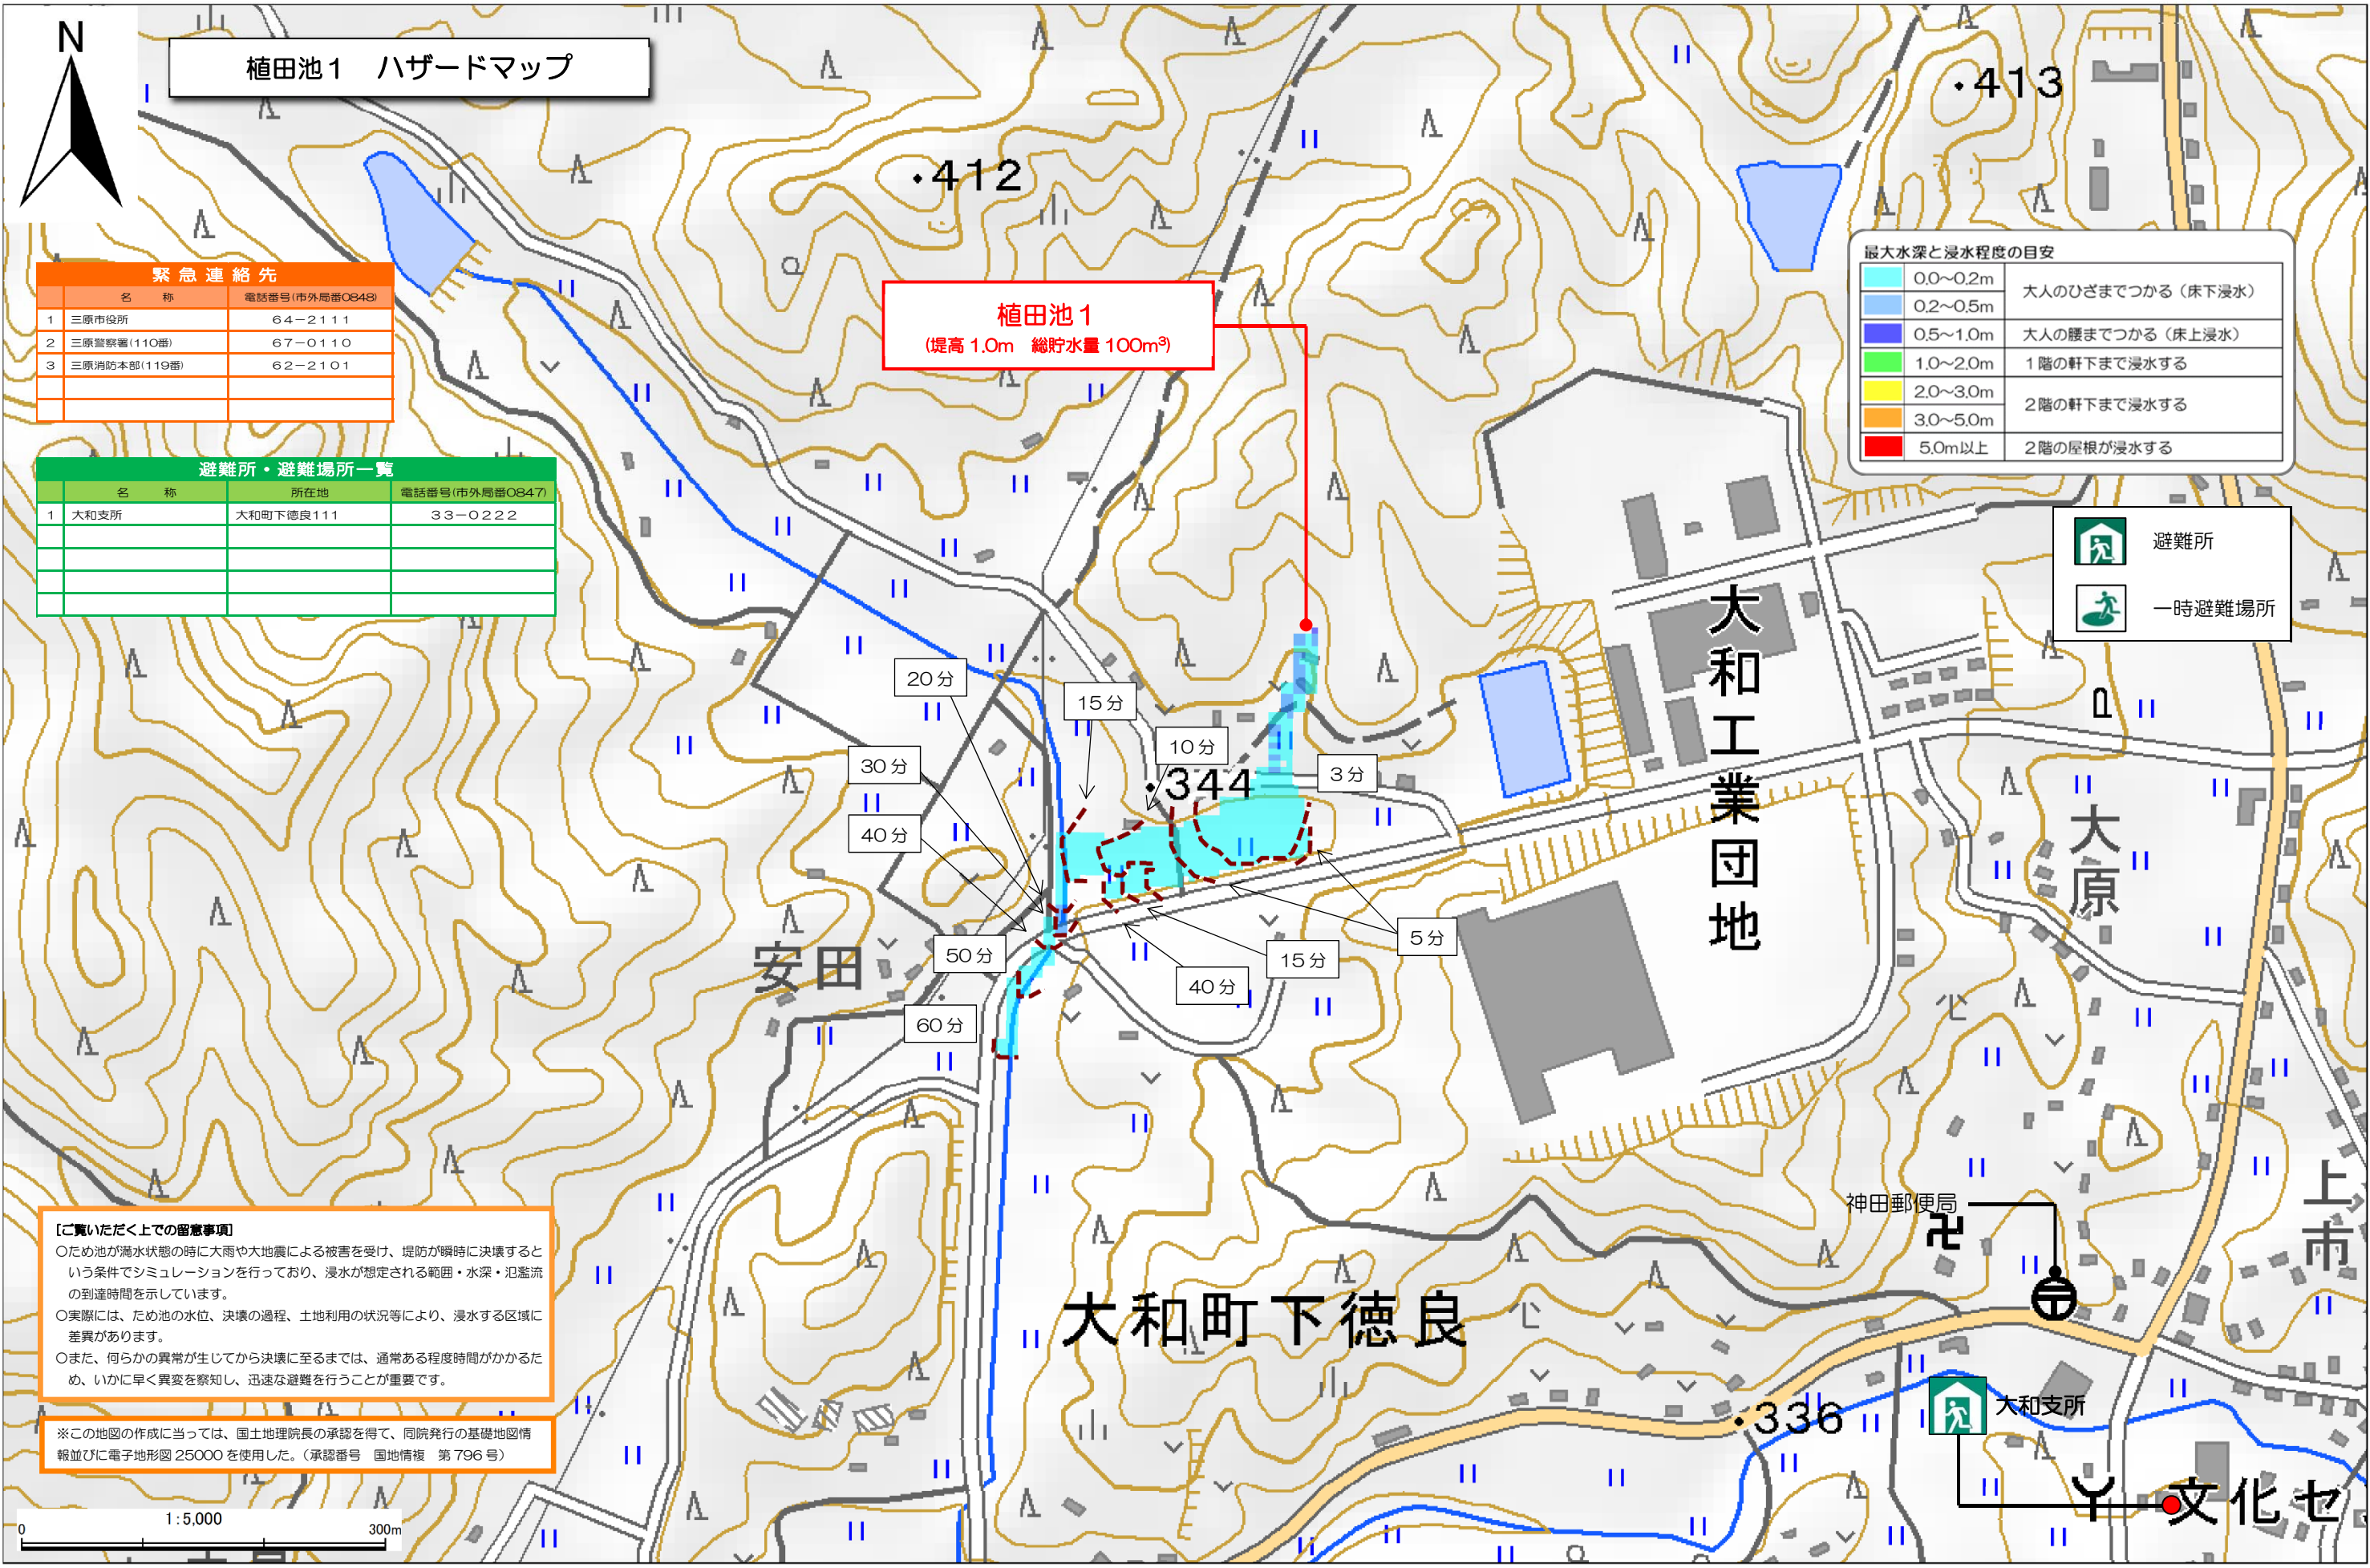 N
植田池1 ハザードマップ
・412
・413
緊急連絡先
名 称 電話番号(市外局番0848)
1 三原市役所 64-2111
2 三原警察署(110番) 67-0110
3 三原消防本部(119番) 62-2101
避難所・避難場所一覧
名 称 所在地 電話番号(市外局番0847)
1 大和支所 大和町下徳良111 33-0222
植田池1
(堤高 1.0m 総貯水量 100m³)
最大水深と浸水程度の目安
0.0~0.2m 大人のひざまでつかる(床下浸水)
0.2~0.5m
0.5~1.0m 大人の腰までつかる(床上浸水)
1.0~2.0m 1階の軒下まで浸水する
2.0~3.0m 2階の軒下まで浸水する
3.0~5.0m
5.0m以上 2階の屋根が浸水する
避難所
一時避難場所
20分
15分
10分
30分
・344
3分
40分
50分
15分
5分
40分
60分
大和工業団地
大原
安田
上市
神田郵便局
大和町下徳良
・336
大和支所
文化セ
[ご覧いただく上での留意事項]
○ため池が満水状態の時に大雨や大地震による被害を受け、堤防が瞬時に決壊すると
いう条件でシミュレーションを行っており、浸水が想定される範囲・水深・氾濫流
の到達時間を示しています。
○実際には、ため池の水位、決壊の過程、土地利用の状況等により、浸水する区域に
差異があります。
○また、何らかの異常が生じてから決壊に至るまでは、通常ある程度時間がかかるた
め、いかに早く異変を察知し、迅速な避難を行うことが重要です。
※この地図の作成に当っては、国土地理院長の承認を得て、同院発行の基礎地図情
報並びに電子地形図 25000 を使用した。(承認番号 国地情複 第 796 号)
1:5,000
0 300m